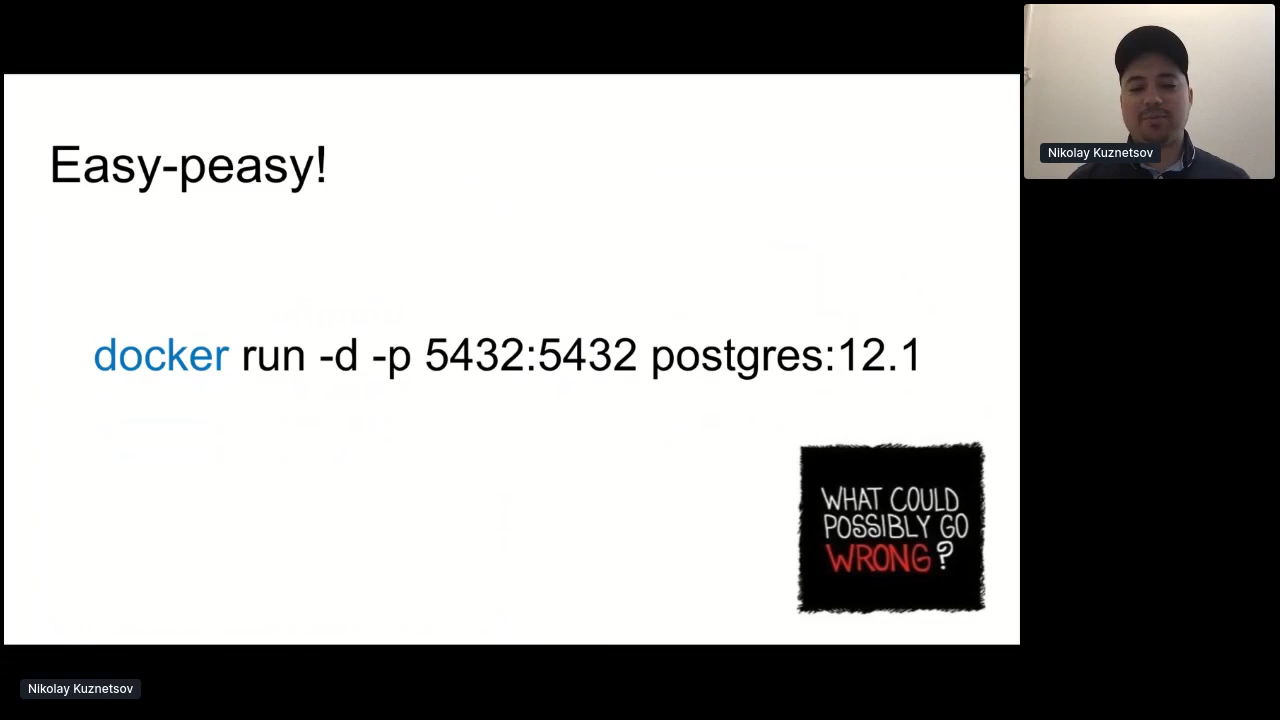 Easy-peasy!
docker run -d -p 5432:5432 postgres:12.1
WHAT COULD
POSSIBLY GO
WRONG?
Nikolay Kuznetsov
Nikolay Kuznetsov